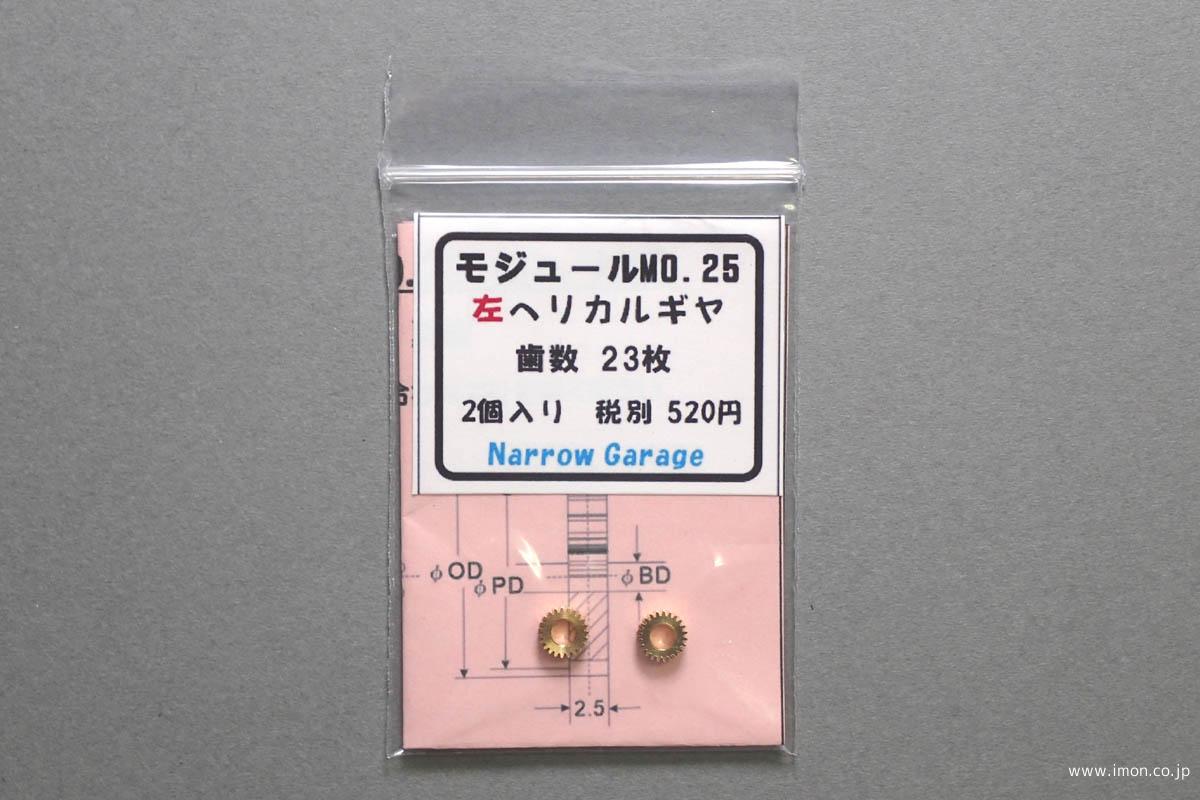 モジュールM0.25
左ヘリカルギヤ
歯数 23枚
2個入り 税別 520円
Narrow Garage
φOD
φPD
φBD
2.5
www.imon.co.jp